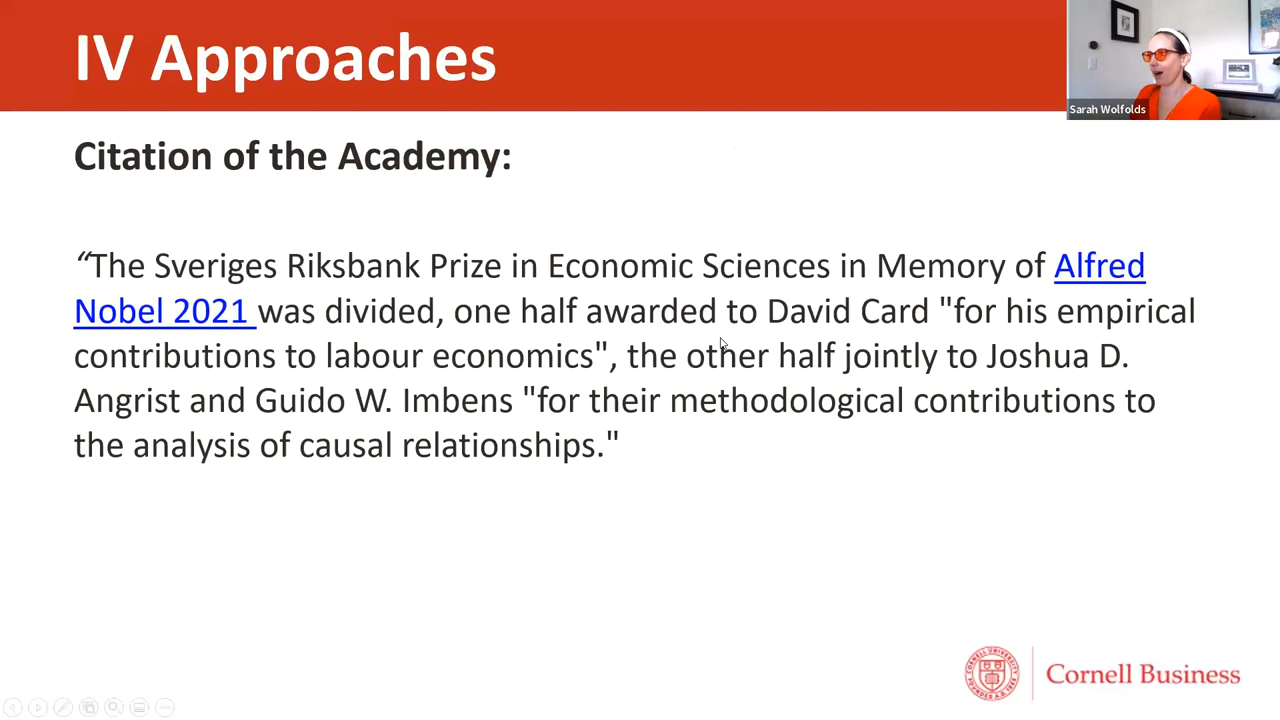 IV Approaches
Sarah Wolfolds
Citation of the Academy:
“The Sveriges Riksbank Prize in Economic Sciences in Memory of Alfred
Nobel 2021 was divided, one half awarded to David Card "for his empirical
contributions to labour economics", the other half jointly to Joshua D.
Angrist and Guido W. Imbens "for their methodological contributions to
the analysis of causal relationships."
Cornell Business